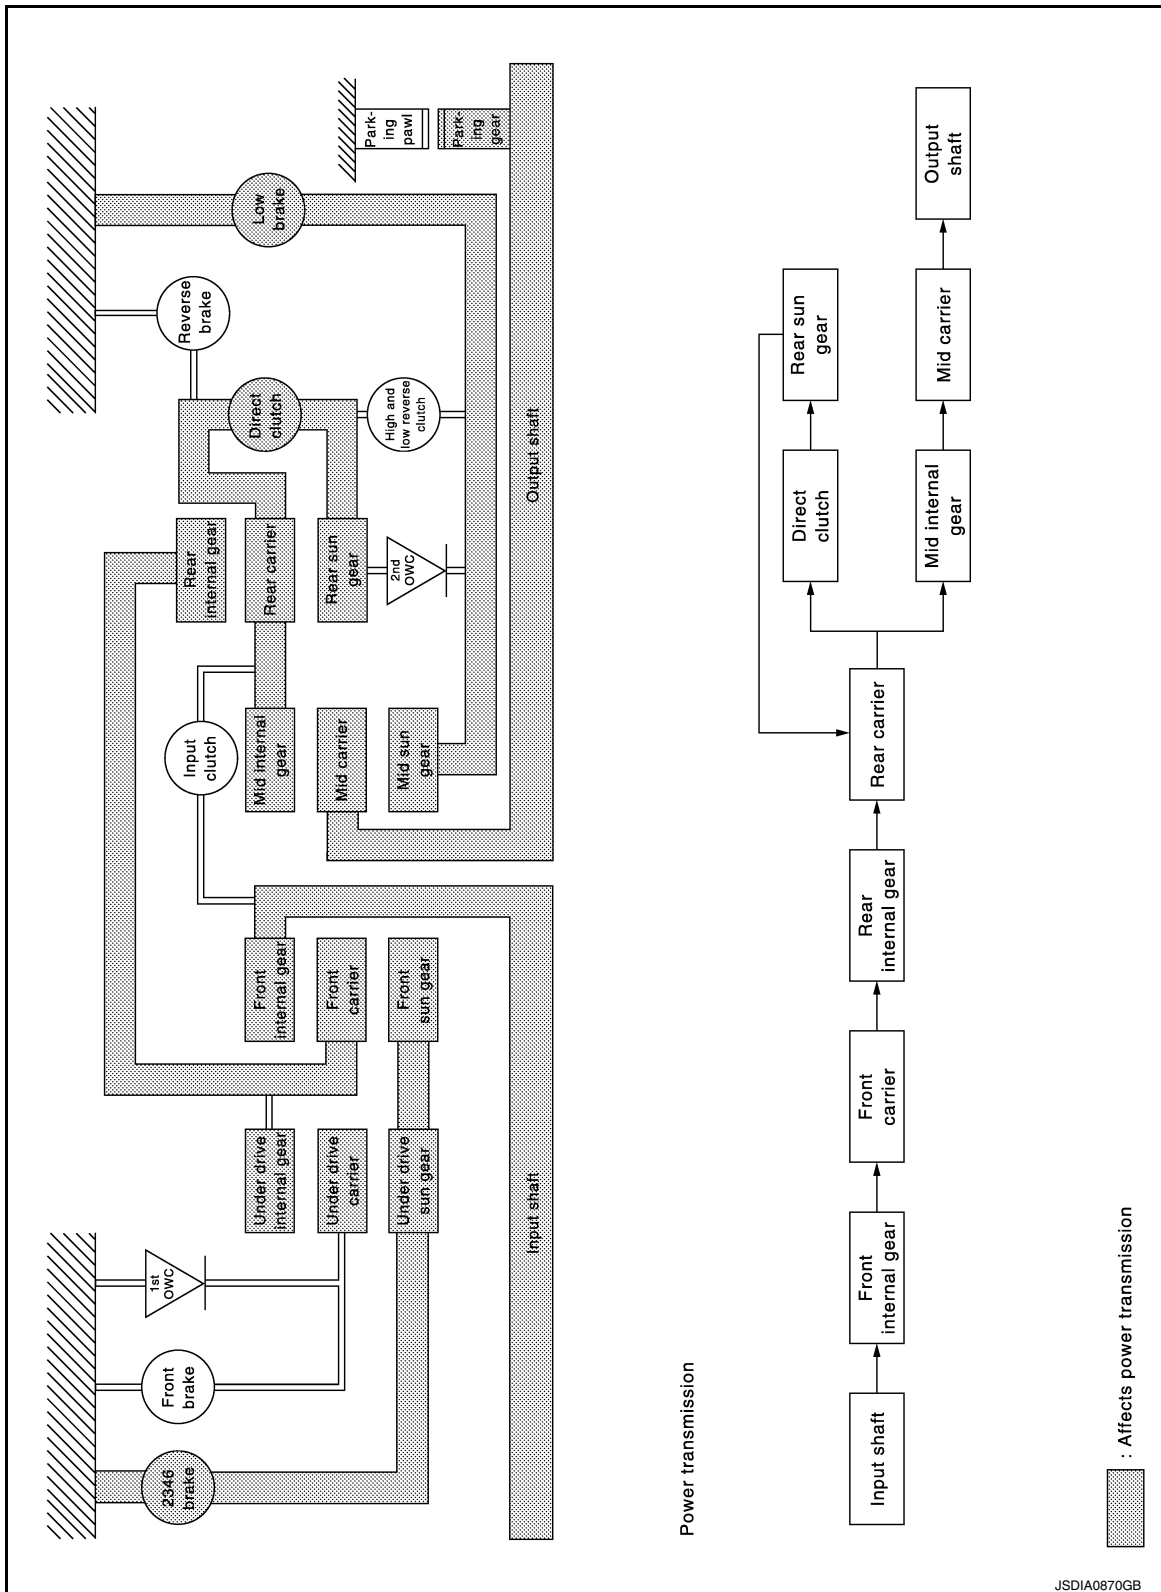 2346
brake
Front
brake
1st
OWC
Under drive
internal gear
Under drive
carrier
Under drive
sun gear
Front
internal gear
Front
carrier
Front
sun gear
Input
clutch
Mid internal
gear
Mid carrier
Mid sun
gear
Rear
internal gear
Rear carrier
Rear sun
gear
2nd
OWC
Direct
clutch
High and
low reverse
clutch
Reverse
brake
Low
brake
Park-
ing
pawl
Park-
ing
gear
Input shaft
Output shaft
Power transmission
Input shaft
Front
internal gear
Front
carrier
Rear
internal gear
Rear carrier
Direct
clutch
Rear sun
gear
Mid internal
gear
Mid carrier
Output
shaft
: Affects power transmission
JSDIA0870GB